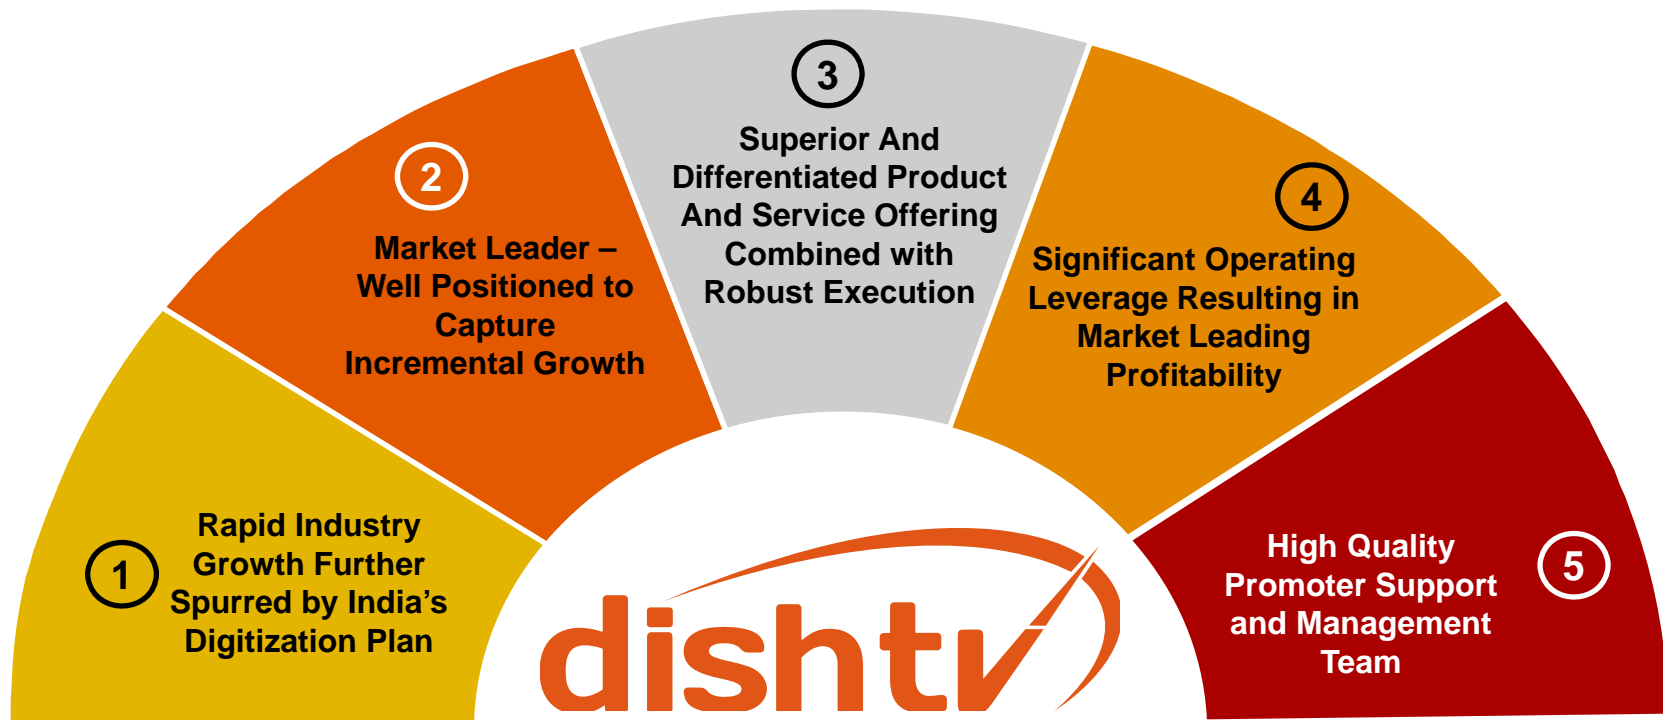 1
Rapid Industry
Growth Further
Spurred by India’s
Digitization Plan
2
Market Leader –
Well Positioned to
Capture
Incremental Growth
3
Superior And
Differentiated Product
And Service Offering
Combined with
Robust Execution
4
Significant Operating
Leverage Resulting in
Market Leading
Profitability
5
High Quality
Promoter Support
and Management
Team
dishtv